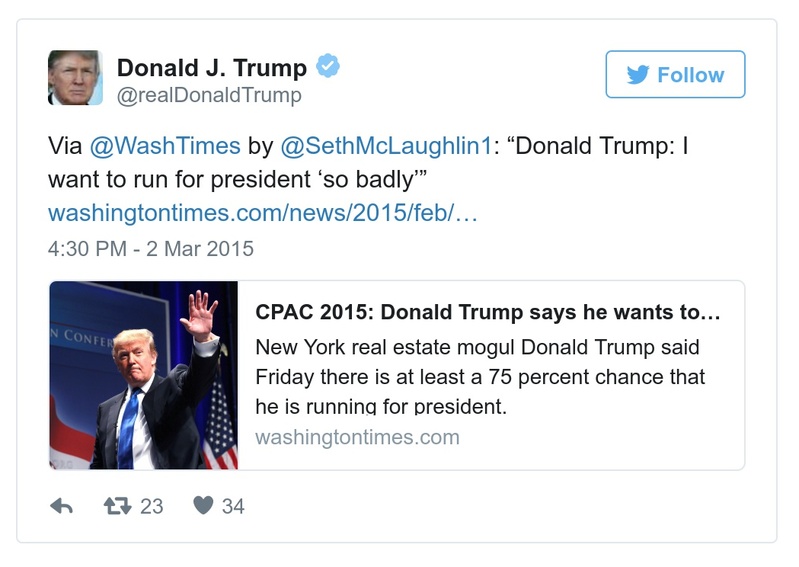 Donald J. Trump
@realDonaldTrump
Follow
Via @WashTimes by @SethMcLaughlin1: “Donald Trump: I
want to run for president ‘so badly’”
washingtontimes.com/news/2015/feb/…
4:30 PM - 2 Mar 2015
N CONFER
ORG
CPAC 2015: Donald Trump says he wants to…
New York real estate mogul Donald Trump said
Friday there is at least a 75 percent chance that
he is running for president.
washingtontimes.com
23
34